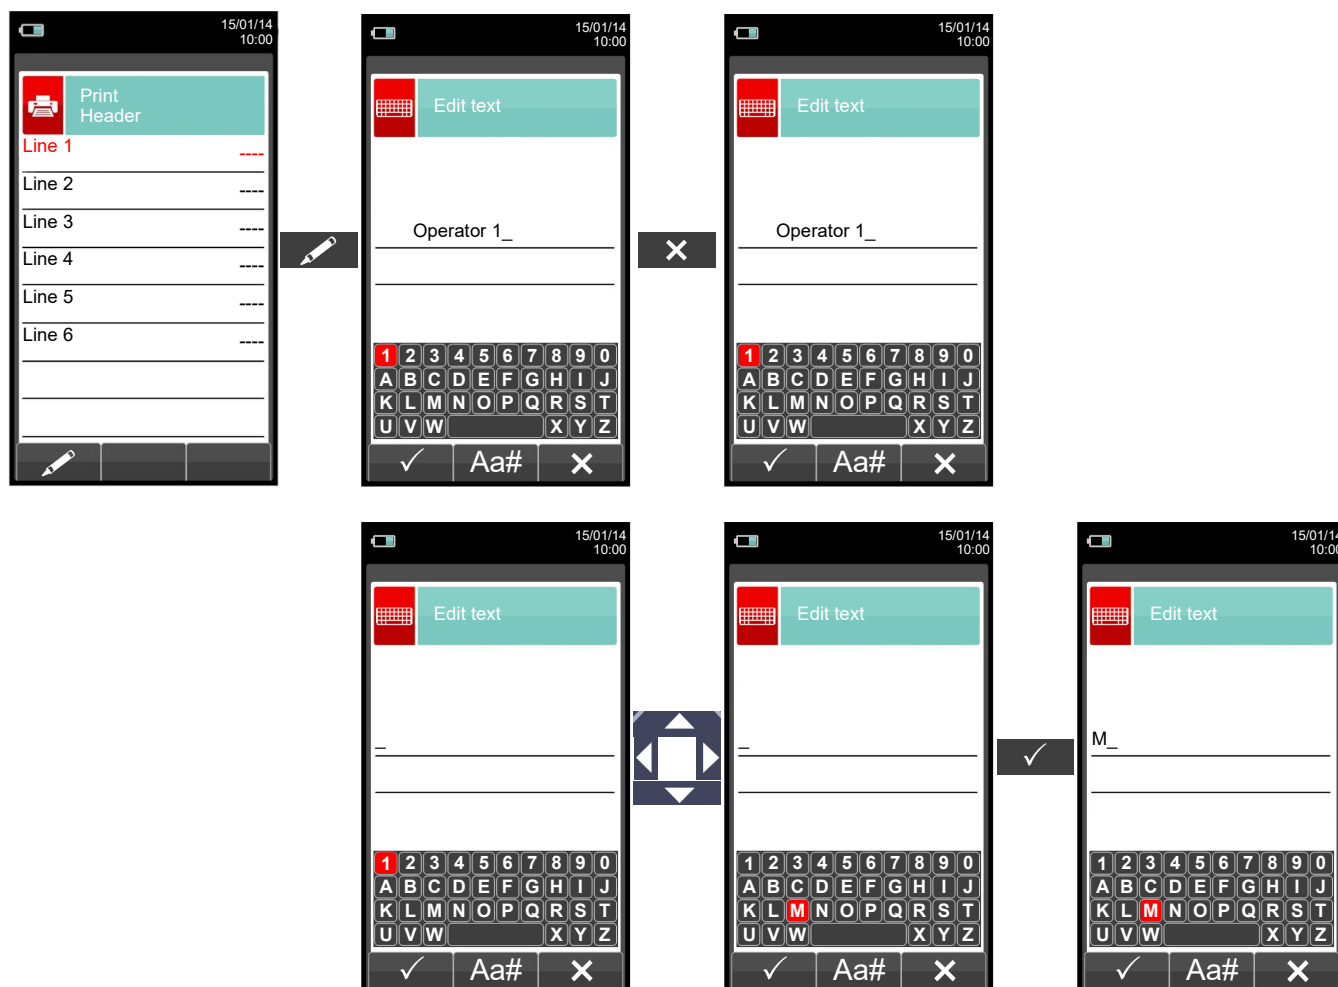 15/01/14
10:00
Print
Header
Line 1 ----
Line 2 ----
Line 3 ----
Line 4 ----
Line 5 ----
Line 6 ----
15/01/14
10:00
Edit text
Operator 1_
1 2 3 4 5 6 7 8 9 0
A B C D E F G H I J
K L M N O P Q R S T
U V W X Y Z
Aa#
15/01/14
10:00
Edit text
Operator 1_
1 2 3 4 5 6 7 8 9 0
A B C D E F G H I J
K L M N O P Q R S T
U V W X Y Z
Aa#
15/01/14
10:00
Edit text
_
1 2 3 4 5 6 7 8 9 0
A B C D E F G H I J
K L M N O P Q R S T
U V W X Y Z
Aa#
15/01/14
10:00
Edit text
_
1 2 3 4 5 6 7 8 9 0
A B C D E F G H I J
K L M N O P Q R S T
U V W X Y Z
Aa#
15/01/14
10:00
Edit text
M_
1 2 3 4 5 6 7 8 9 0
A B C D E F G H I J
K L M N O P Q R S T
U V W X Y Z
Aa#